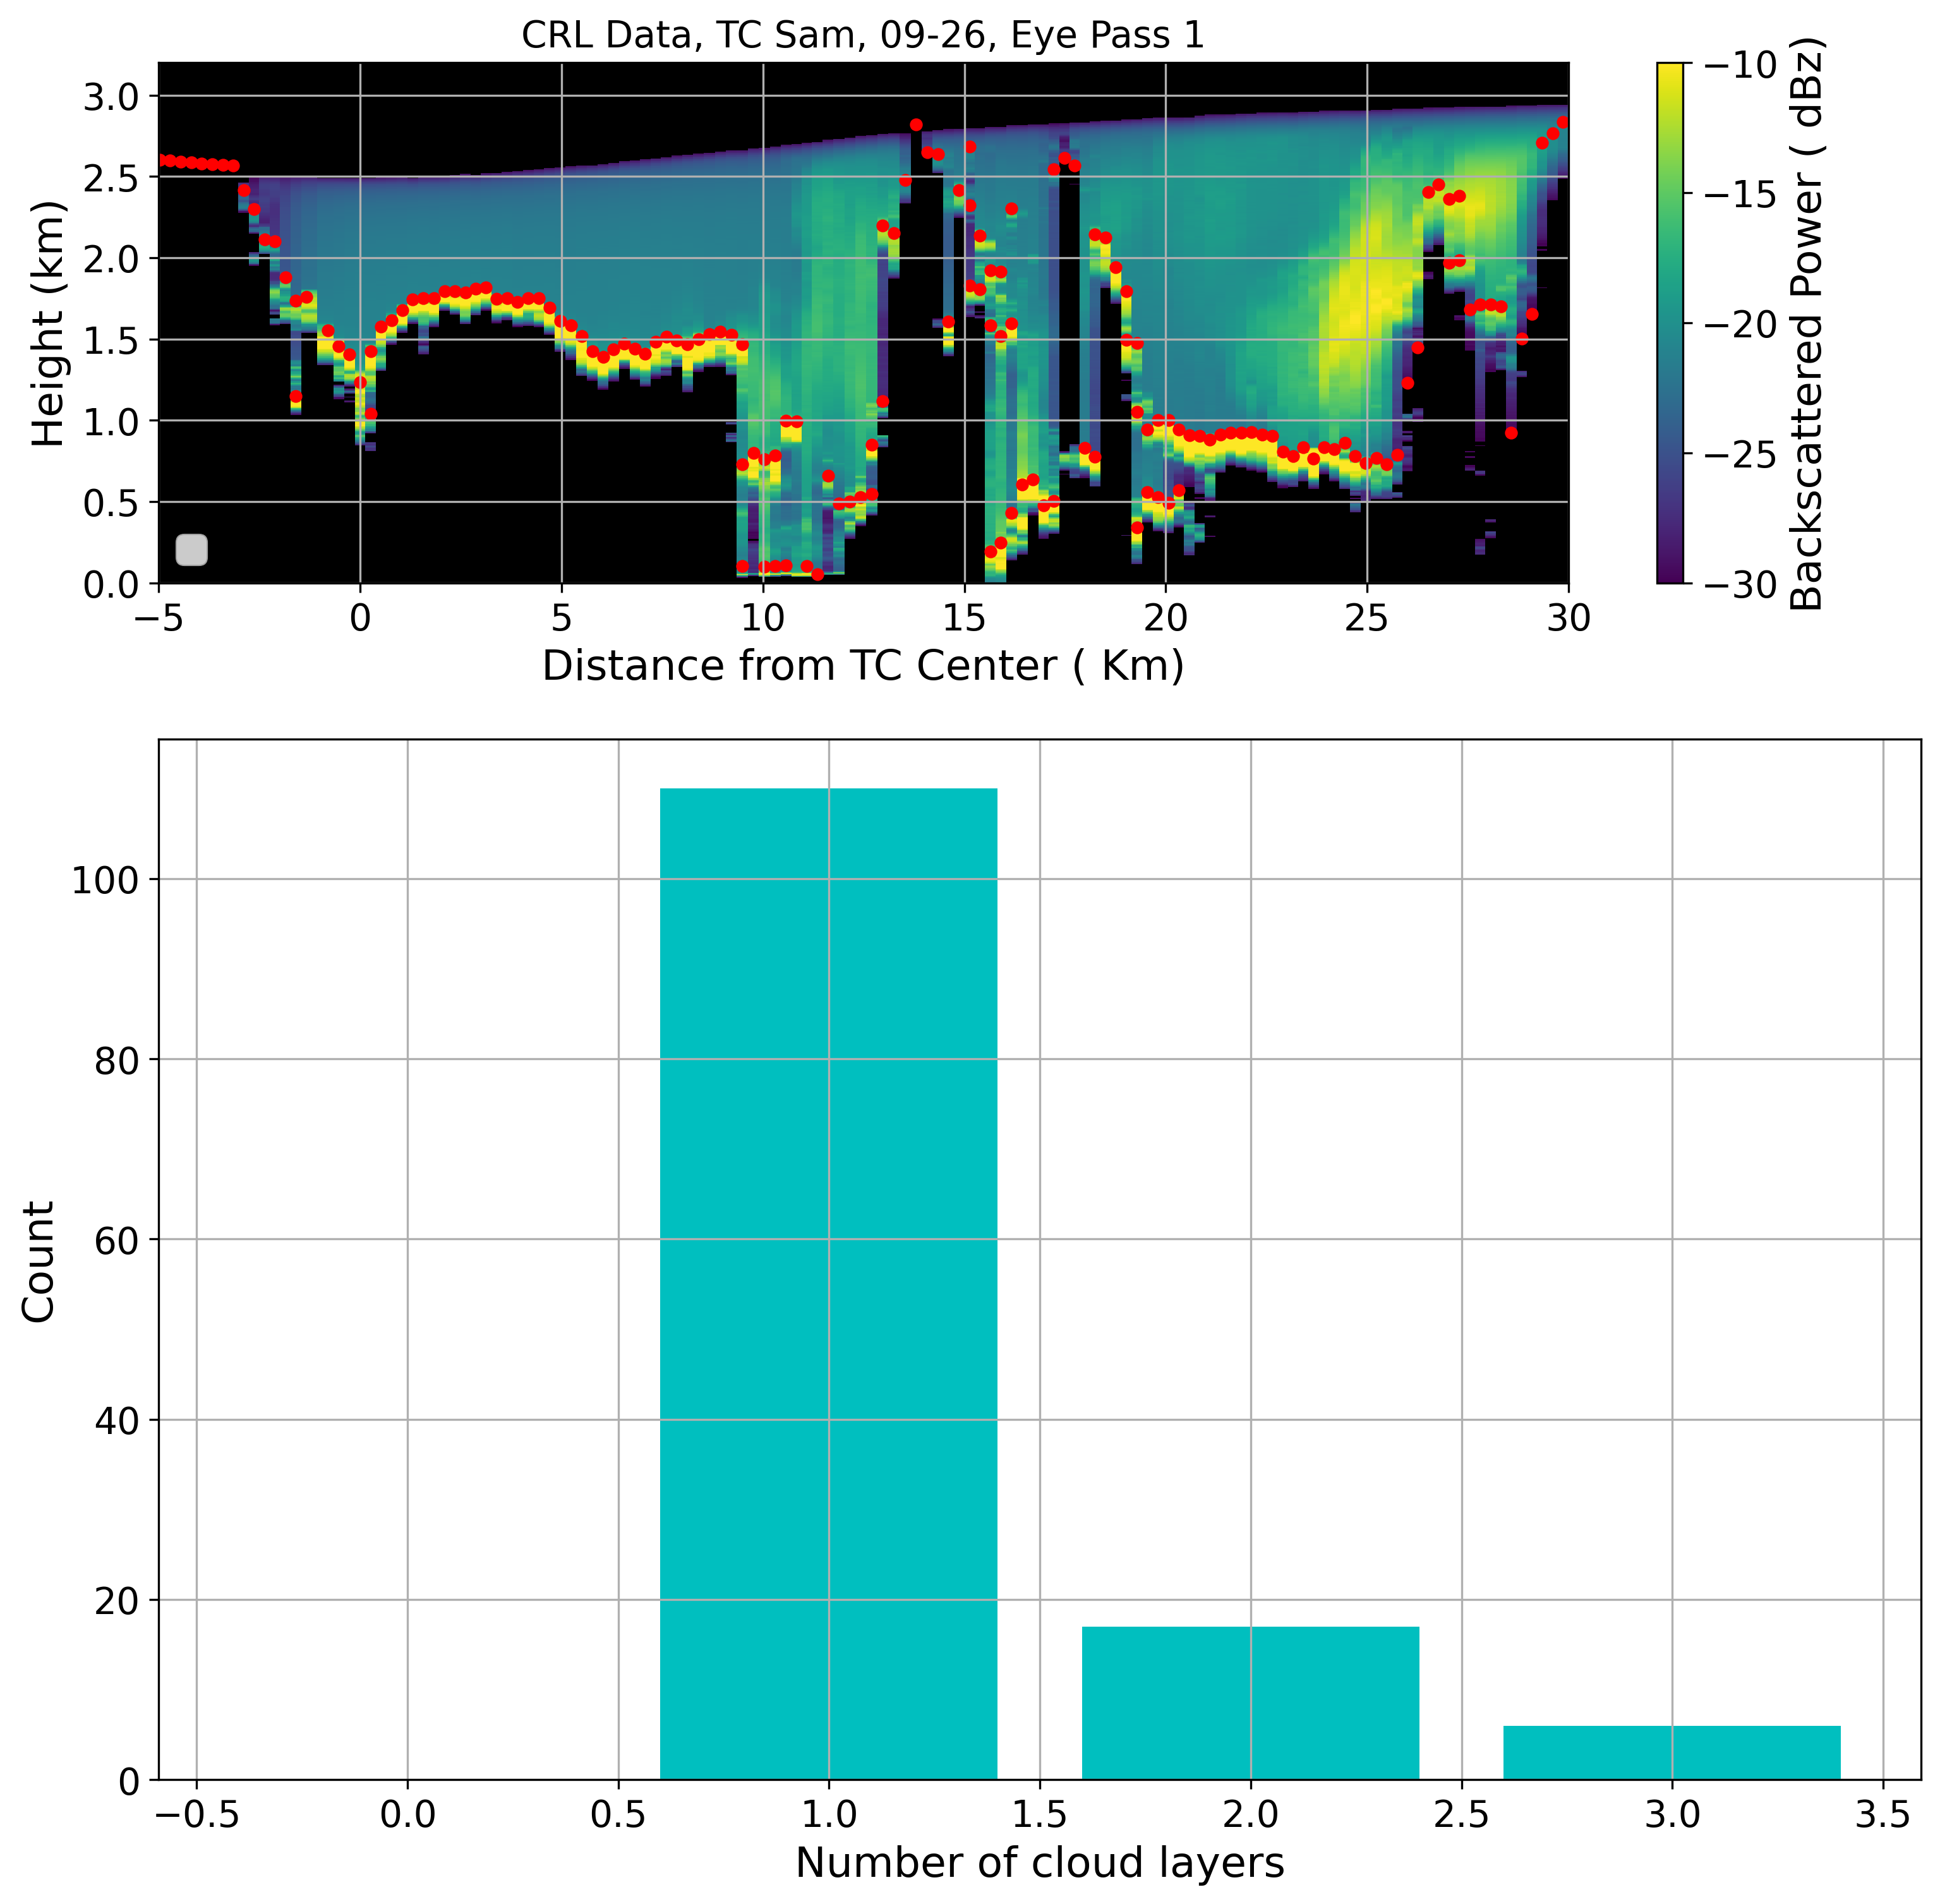 CRL Data, TC Sam, 09-26, Eye Pass 1
3.0
2.5
2.0
1.5
1.0
0.5
0.0
Height (km)
−5 0 5 10 15 20 25 30
Distance from TC Center ( Km)
−10
−15
−20
−25
−30
Backscattered Power ( dBz)
100
80
60
40
20
0
Count
−0.5 0.0 0.5 1.0 1.5 2.0 2.5 3.0 3.5
Number of cloud layers